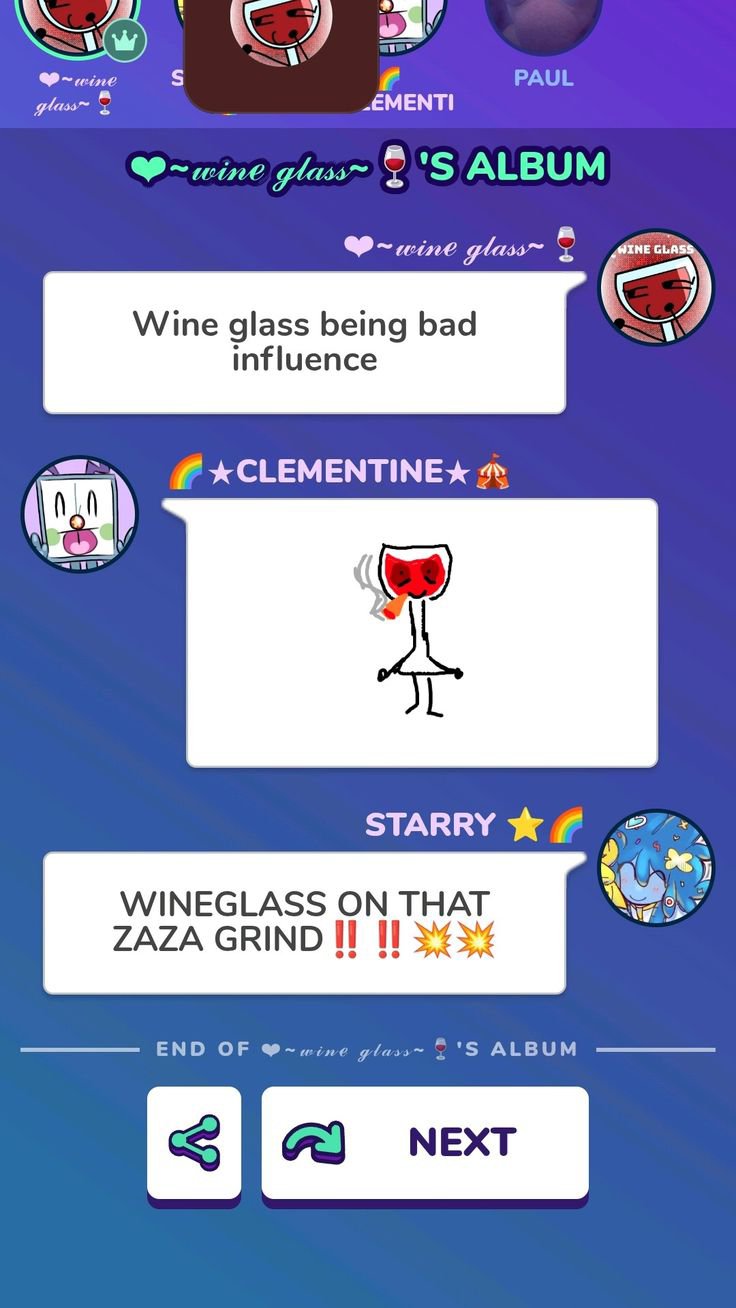 ❤~wine
glass~🍷
S
🌈
LEMENTI
PAUL
❤~wine glass~🍷'S ALBUM
❤~wine glass~🍷
WINE GLASS
Wine glass being bad
influence
🌈★CLEMENTINE★🎪
STARRY ⭐🌈
WINEGLASS ON THAT
ZAZA GRIND‼️‼️💥💥
END OF ❤~wine glass~🍷'S ALBUM
NEXT